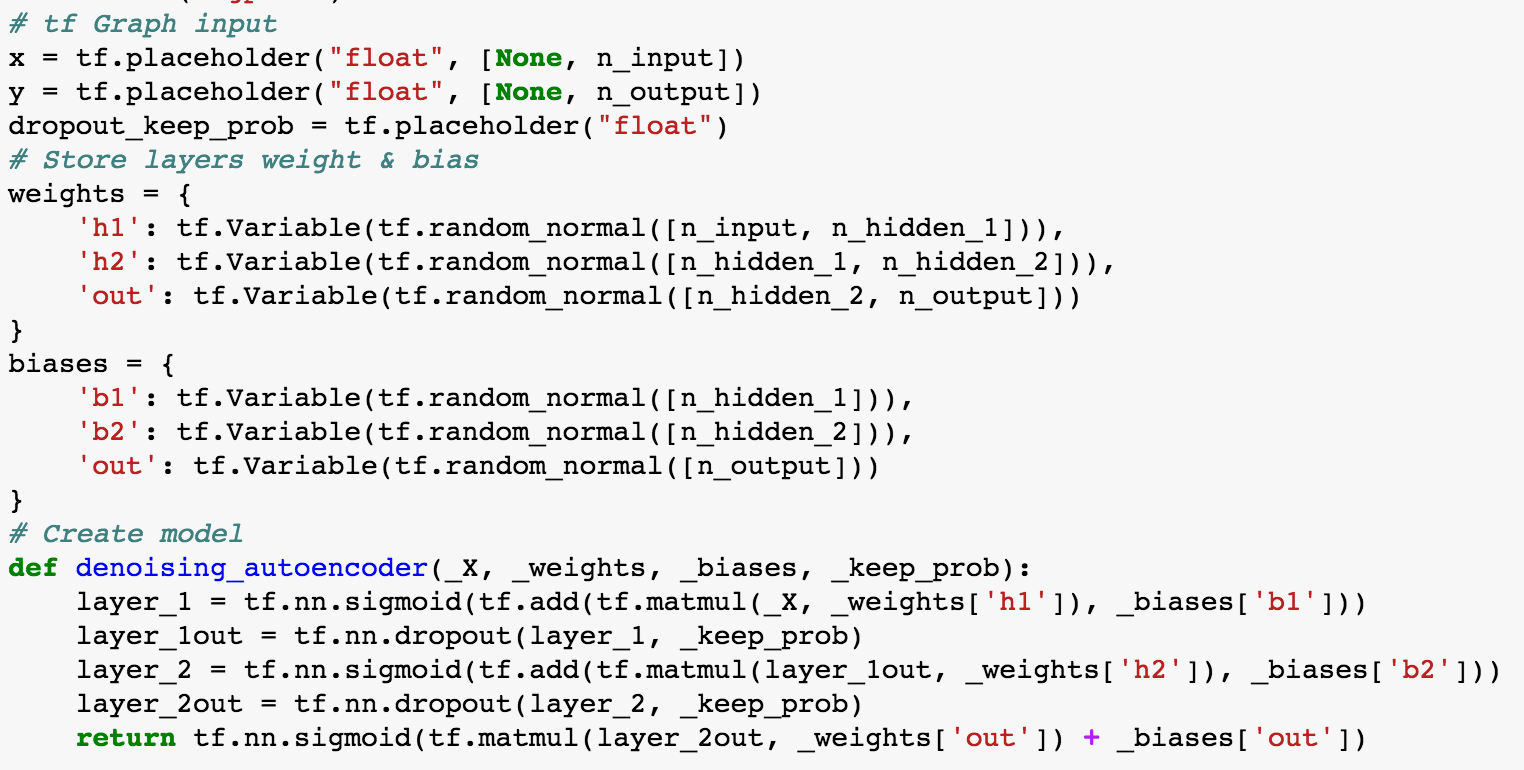 # tf Graph input
x = tf.placeholder("float", [None, n_input])
y = tf.placeholder("float", [None, n_output])
dropout_keep_prob = tf.placeholder("float")
# Store layers weight & bias
weights = {
    'h1': tf.Variable(tf.random_normal([n_input, n_hidden_1])),
    'h2': tf.Variable(tf.random_normal([n_hidden_1, n_hidden_2])),
    'out': tf.Variable(tf.random_normal([n_hidden_2, n_output]))
}
biases = {
    'b1': tf.Variable(tf.random_normal([n_hidden_1])),
    'b2': tf.Variable(tf.random_normal([n_hidden_2])),
    'out': tf.Variable(tf.random_normal([n_output]))
}
# Create model
def denoising_autoencoder(_X, _weights, _biases, _keep_prob):
    layer_1 = tf.nn.sigmoid(tf.add(tf.matmul(_X, _weights['h1']), _biases['b1']))
    layer_1out = tf.nn.dropout(layer_1, _keep_prob)
    layer_2 = tf.nn.sigmoid(tf.add(tf.matmul(layer_1out, _weights['h2']), _biases['b2']))
    layer_2out = tf.nn.dropout(layer_2, _keep_prob)
    return tf.nn.sigmoid(tf.matmul(layer_2out, _weights['out']) + _biases['out'])